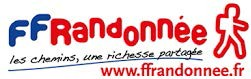 FFRandonnée
les chemins, une richesse partagée
www.ffrandonnee.fr